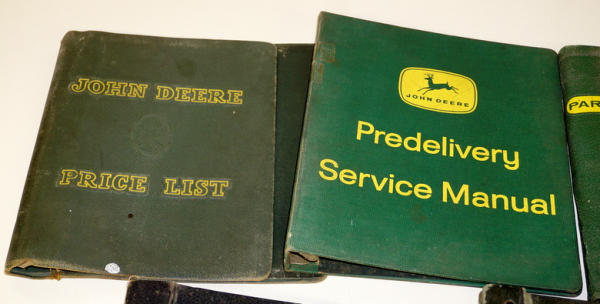 JOHN DEERE
PRICE LIST
JOHN DEERE
Predelivery
Service Manual
PAR